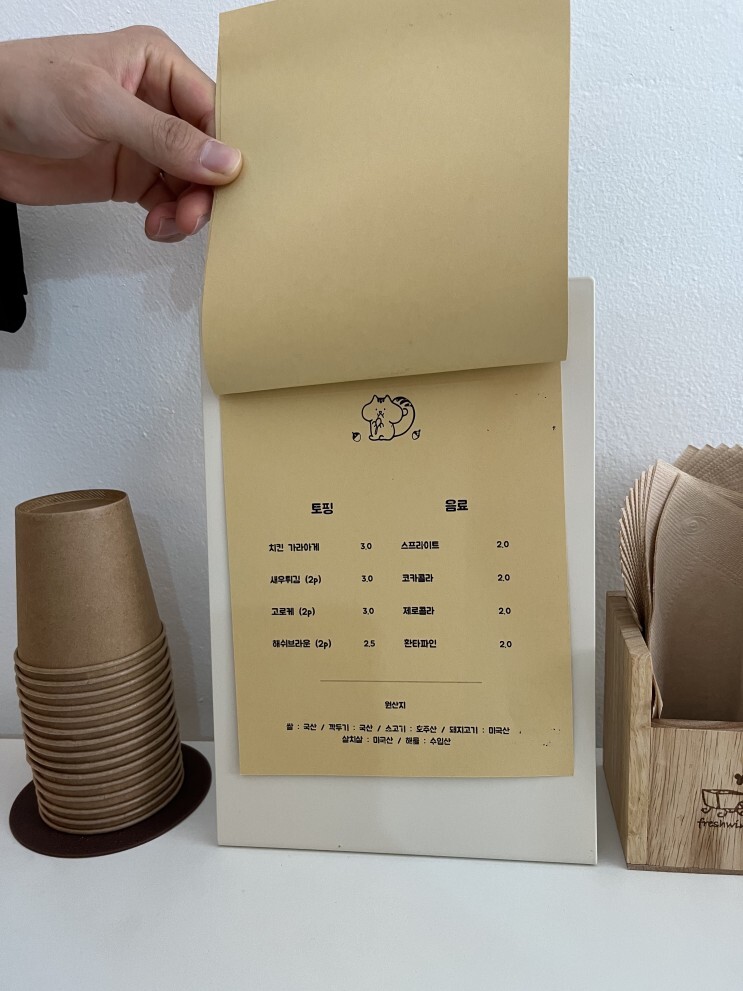 토핑
치킨 가라아게 3.0
새우튀김 (2p) 3.0
고로케 (2p) 3.0
해쉬브라운 (2p) 2.5
음료
스프라이트 2.0
코카콜라 2.0
제로콜라 2.0
환타파인 2.0
원산지
쌀 : 국산 / 깍두기 : 국산 / 소고기 : 호주산 / 돼지고기 : 미국산
살치살 : 미국산 / 해물 : 수입산